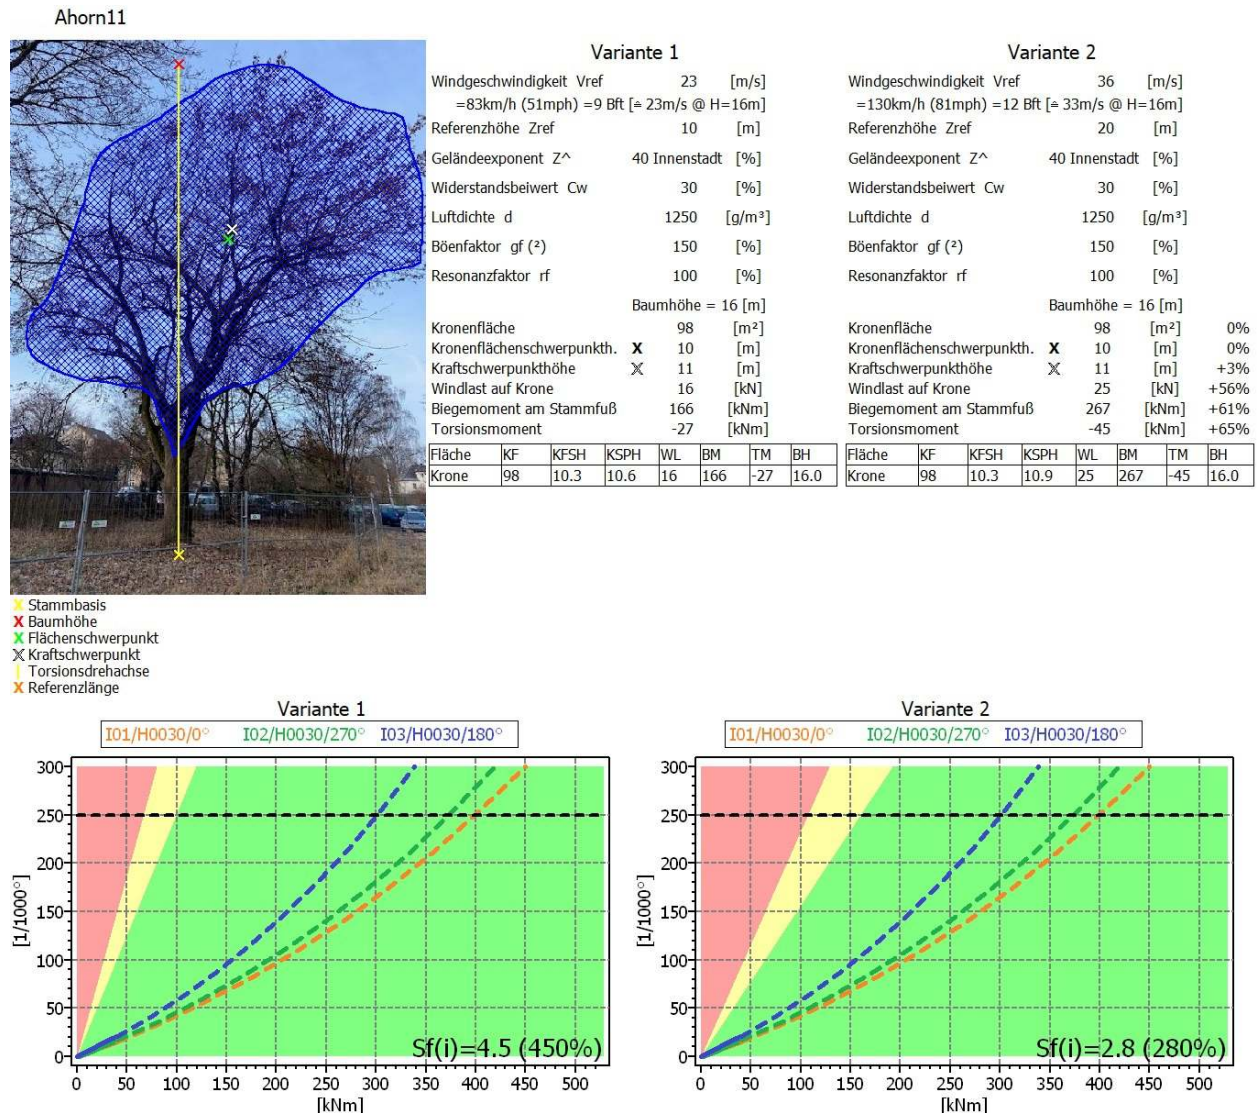 Ahorn11
Variante 1
Windgeschwindigkeit Vref 23 [m/s]
=83km/h (51mph) =9 Bft [≙ 23m/s @ H=16m]
Referenzhöhe Zref 10 [m]
Geländeexponent Z^ 40 Innenstadt [%]
Widerstandsbeiwert Cw 30 [%]
Luftdichte d 1250 [g/m³]
Böenfaktor gf (²) 150 [%]
Resonanzfaktor rf 100 [%]
Baumhöhe = 16 [m]
Kronenfläche 98 [m²]
Kronenflächenschwerpunkth. X 10 [m]
Kraftschwerpunkthöhe X 11 [m]
Windlast auf Krone 16 [kN]
Biegemoment am Stammfuß 166 [kNm]
Torsionsmoment -27 [kNm]
Fläche KF KFSH KSPH WL BM TM BH
Krone 98 10.3 10.6 16 166 -27 16.0
Variante 2
Windgeschwindigkeit Vref 36 [m/s]
=130km/h (81mph) =12 Bft [≙ 33m/s @ H=16m]
Referenzhöhe Zref 20 [m]
Geländeexponent Z^ 40 Innenstadt [%]
Widerstandsbeiwert Cw 30 [%]
Luftdichte d 1250 [g/m³]
Böenfaktor gf (²) 150 [%]
Resonanzfaktor rf 100 [%]
Baumhöhe = 16 [m]
Kronenfläche 98 [m²] 0%
Kronenflächenschwerpunkth. X 10 [m] 0%
Kraftschwerpunkthöhe X 11 [m] +3%
Windlast auf Krone 25 [kN] +56%
Biegemoment am Stammfuß 267 [kNm] +61%
Torsionsmoment -45 [kNm] +65%
Fläche KF KFSH KSPH WL BM TM BH
Krone 98 10.3 10.9 25 267 -45 16.0
X Stammbasis
X Baumhöhe
X Flächenschwerpunkt
X Kraftschwerpunkt
| Torsionsdrehachse
X Referenzlänge
Variante 1
I01/H0030/0° I02/H0030/270° I03/H0030/180°
300
250
200
150
100
50
0
[1/1000°]
Sf(i)=4.5 (450%)
0 50 100 150 200 250 300 350 400 450 500
[kNm]
Variante 2
I01/H0030/0° I02/H0030/270° I03/H0030/180°
300
250
200
150
100
50
0
[1/1000°]
Sf(i)=2.8 (280%)
0 50 100 150 200 250 300 350 400 450 500
[kNm]